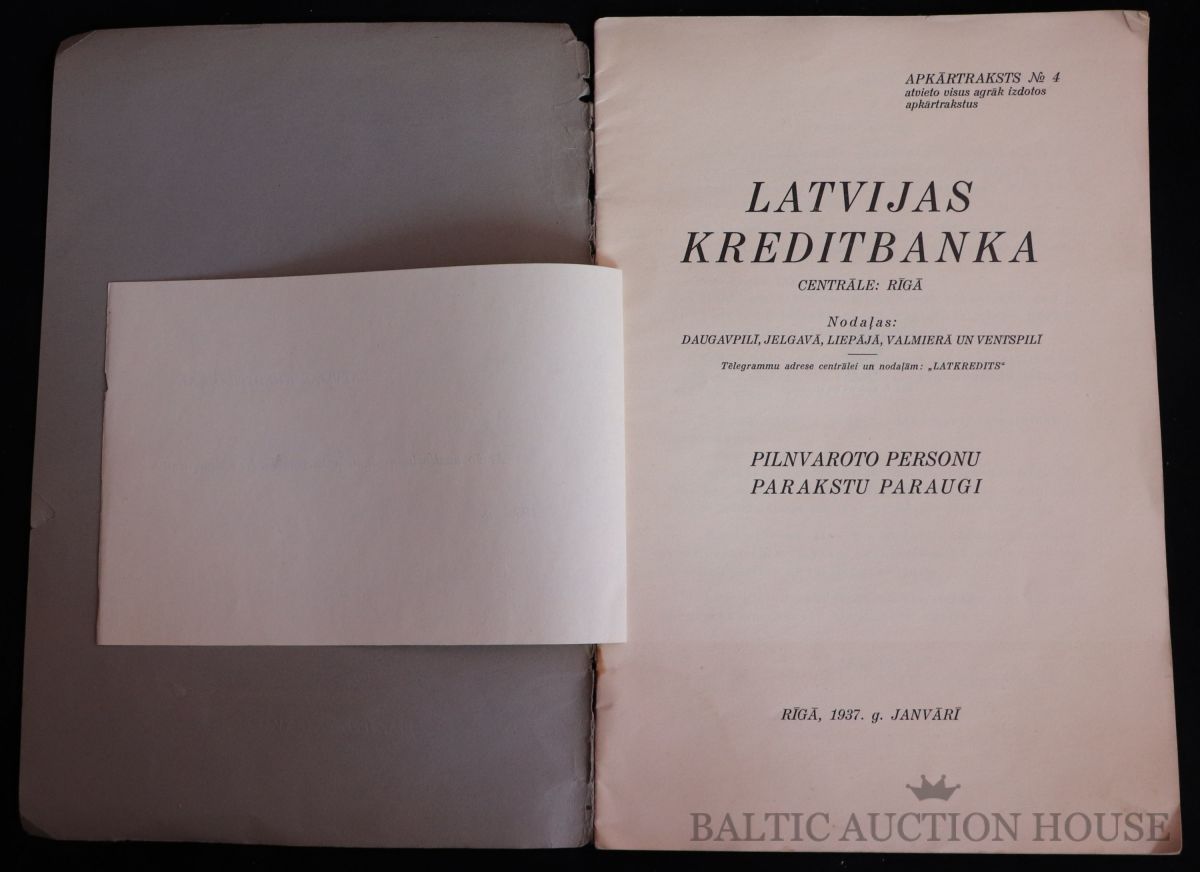 APKĀRTRAKSTS № 4
atvieto visus agrāk izdotos
apkārtrakstus
LATVIJAS
KREDITBANKA
CENTRĀLE: RĪGĀ
Nodaļas:
DAUGAVPILĪ, JELGAVĀ, LIEPĀJĀ, VALMIERĀ UN VENTSPILĪ
Tēlegrammu adrese centrālei un nodaļām: „LATKREDITS“
PILNVAROTO PERSONU
PARAKSTU PARAUGI
RĪGĀ, 1937. g. JANVĀRĪ
BALTIC AUCTION HOUSE